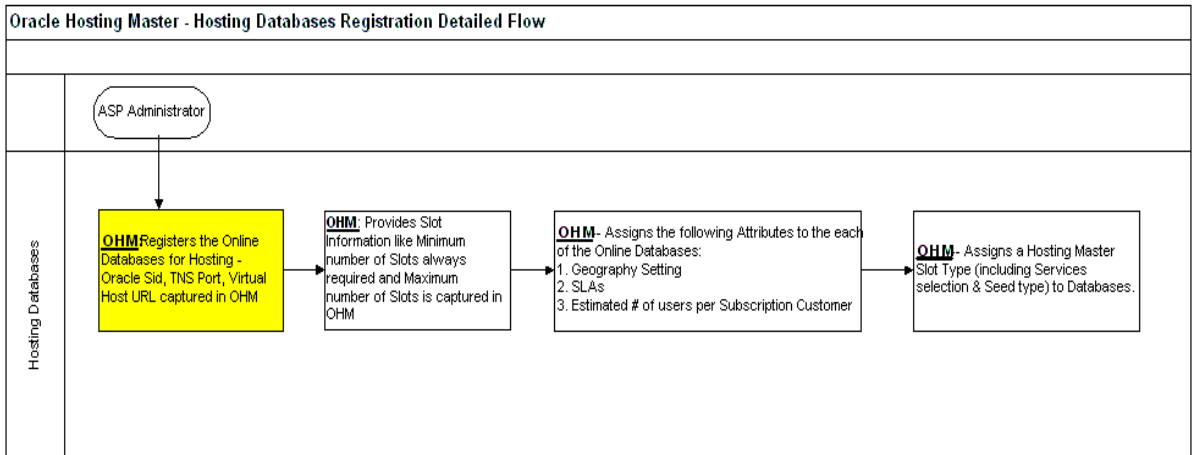 Oracle Hosting Master - Hosting Databases Registration Detailed Flow
ASP Administrator
Hosting Databases
OHM:Registers the Online
Databases for Hosting -
Oracle Sid, TNS Port, Virtual
Host URL captured in OHM
OHM: Provides Slot
Information like Minimum
number of Slots always
required and Maximum
number of Slots is captured in
OHM
OHM- Assigns the following Attributes to the each
of the Online Databases:
1. Geography Setting
2. SLAs
3. Estimated # of users per Subscription Customer
OHM- Assigns a Hosting Master
Slot Type (including Services
selection & Seed type) to Databases.